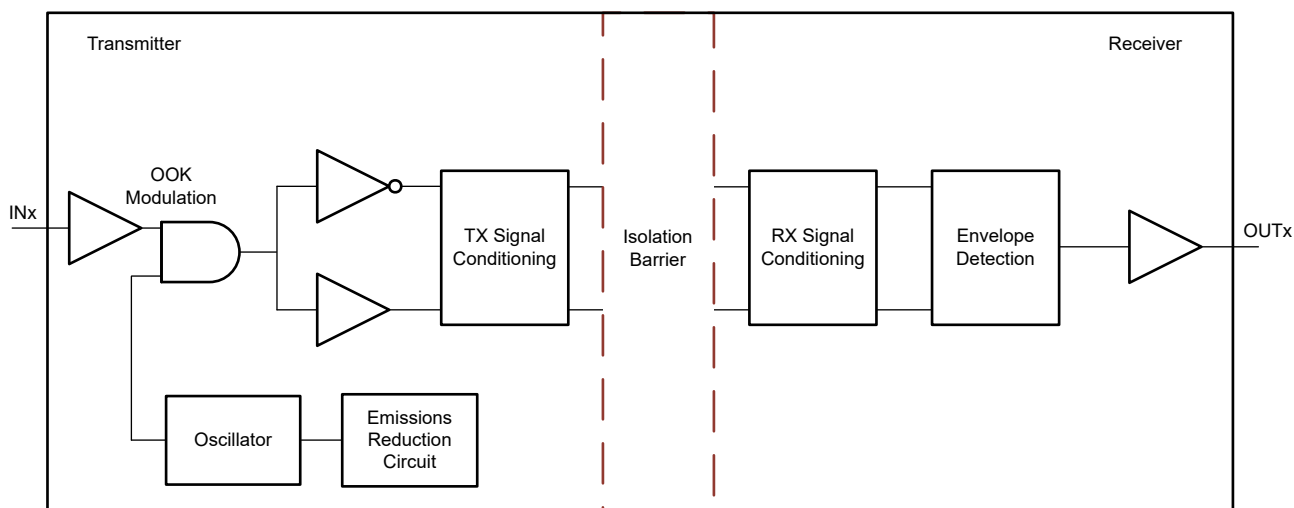 Transmitter
Receiver
OOK
Modulation
INx
TX Signal
Conditioning
Isolation
Barrier
RX Signal
Conditioning
Envelope
Detection
OUTx
Oscillator
Emissions
Reduction
Circuit